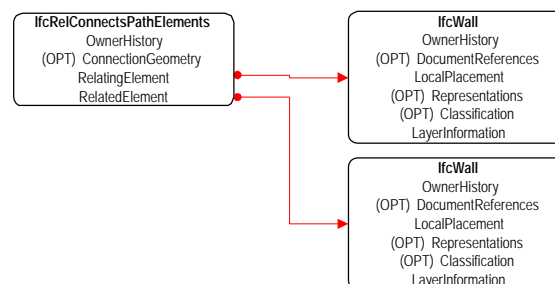 IfcRelConnectsPathElements
OwnerHistory
(OPT) ConnectionGeometry
RelatingElement
RelatedElement
IfcWall
OwnerHistory
(OPT) DocumentReferences
LocalPlacement
(OPT) Representations
(OPT) Classification
LayerInformation
IfcWall
OwnerHistory
(OPT) DocumentReferences
LocalPlacement
(OPT) Representations
(OPT) Classification
LayerInformation